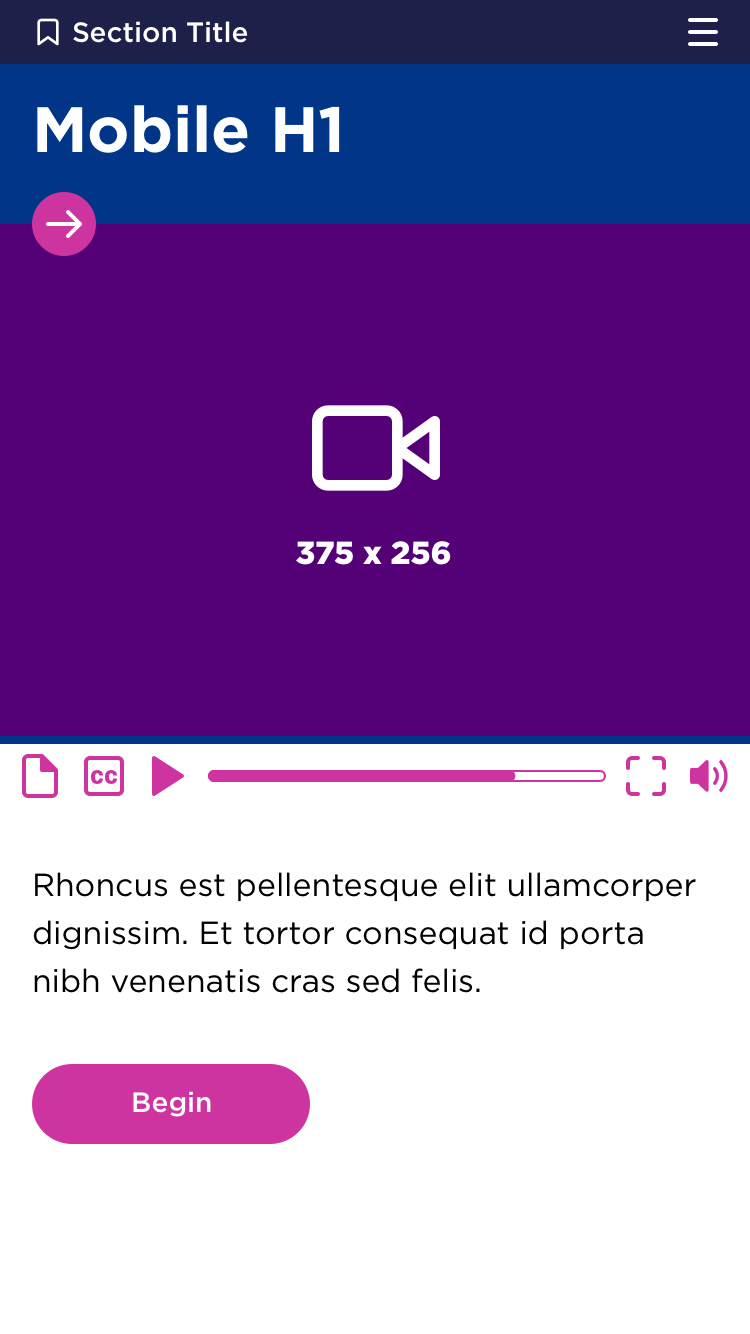 Section Title
Mobile H1
375 x 256
CC
Rhoncus est pellentesque elit ullamcorper
dignissim. Et tortor consequat id porta
nibh venenatis cras sed felis.
Begin